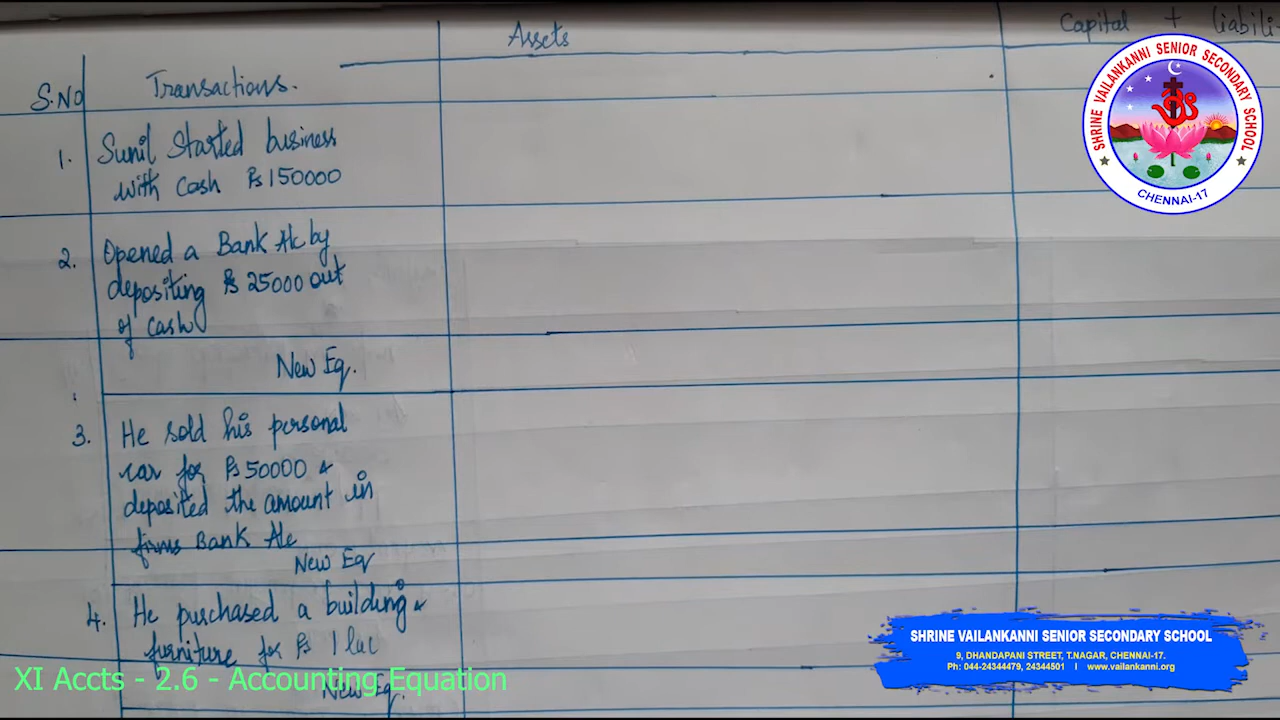 Assets
Capital + Liabili
S.No
Transactions.
1. Sunil Started business
with Cash ₨ 150000
2. Opened a Bank A/c by
depositing ₨ 25000 out
of Cash
New Eq.
3. He sold his personal
car for ₨ 50000 &
deposited the amount in
firms Bank A/c
New Eq
4. He purchased a building &
furniture for ₨ 1 lac
New Eq.
SHRINE VAILANKANNI SENIOR SECONDARY SCHOOL
CHENNAI-17
SHRINE VAILANKANNI SENIOR SECONDARY SCHOOL
9, DHANDAPANI STREET, T.NAGAR, CHENNAI-17.
Ph: 044-24344479, 24344501 I www.vailankanni.org
XI Accts - 2.6 - Accounting Equation